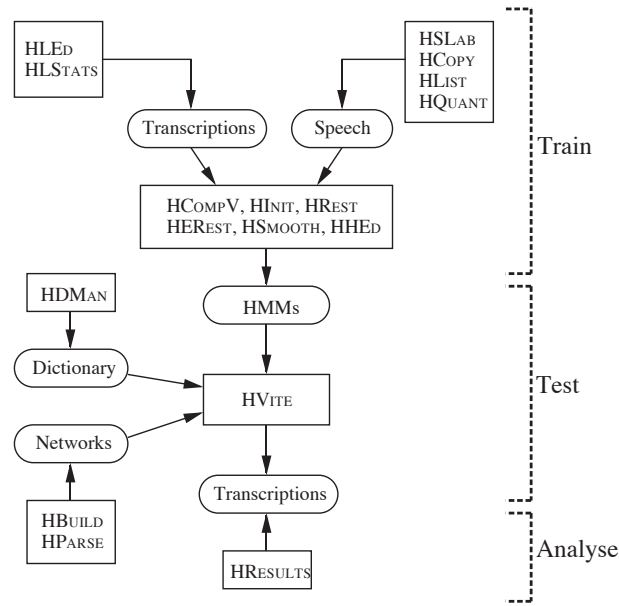 HLEd
HLStats
HSLab
HCopy
HList
HQuant
Transcriptions
Speech
Train
HCompV, HInit, HRest
HERest, HSmooth, HHEd
HDMan
HMMs
Dictionary
HVite
Test
Networks
Transcriptions
HBuild
HParse
HResults
Analyse